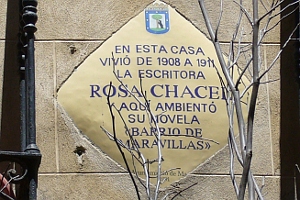 EN ESTA CASA
VIVIÓ DE 1908 A 1911
LA ESCRITORA
ROSA CHACEL
Y AQUÍ AMBIENTÓ
SU NOVELA
«BARRIO DE
MARAVILLAS»